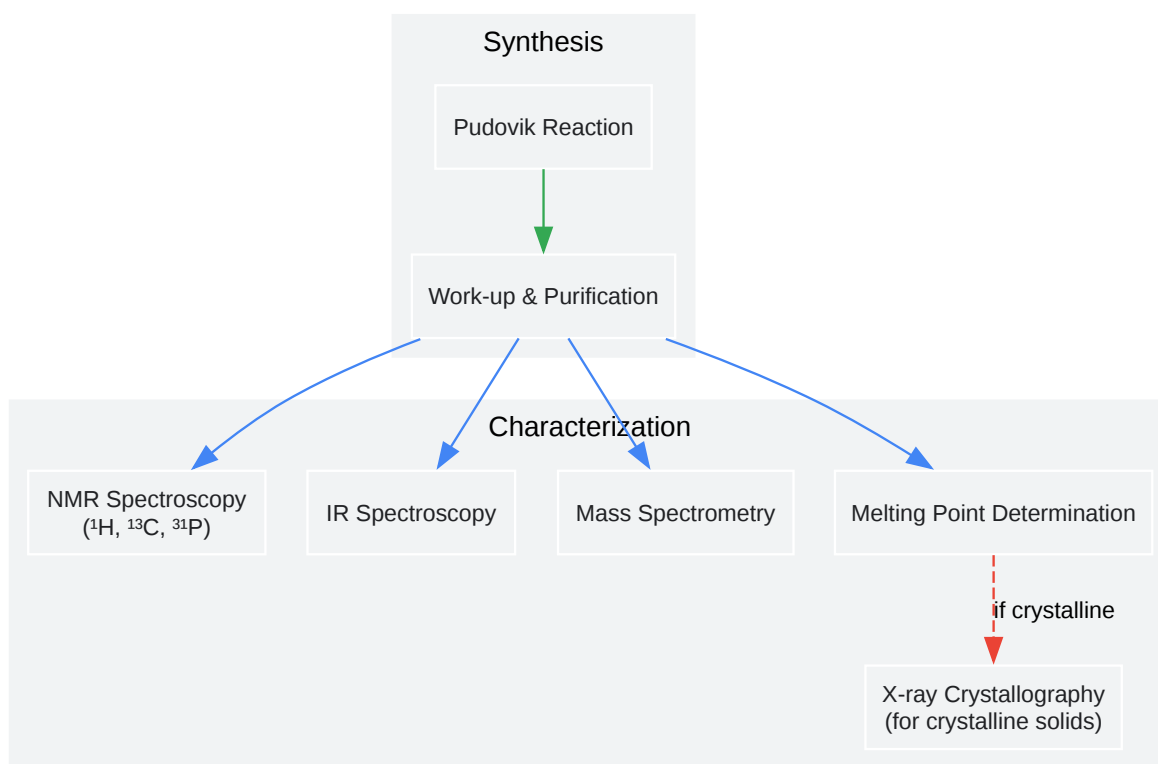 Synthesis
Pudovik Reaction
Work-up & Purification
Characterization
NMR Spectroscopy
(¹H, ¹³C, ³¹P)
IR Spectroscopy
Mass Spectrometry
Melting Point Determination
if crystalline
X-ray Crystallography
(for crystalline solids)